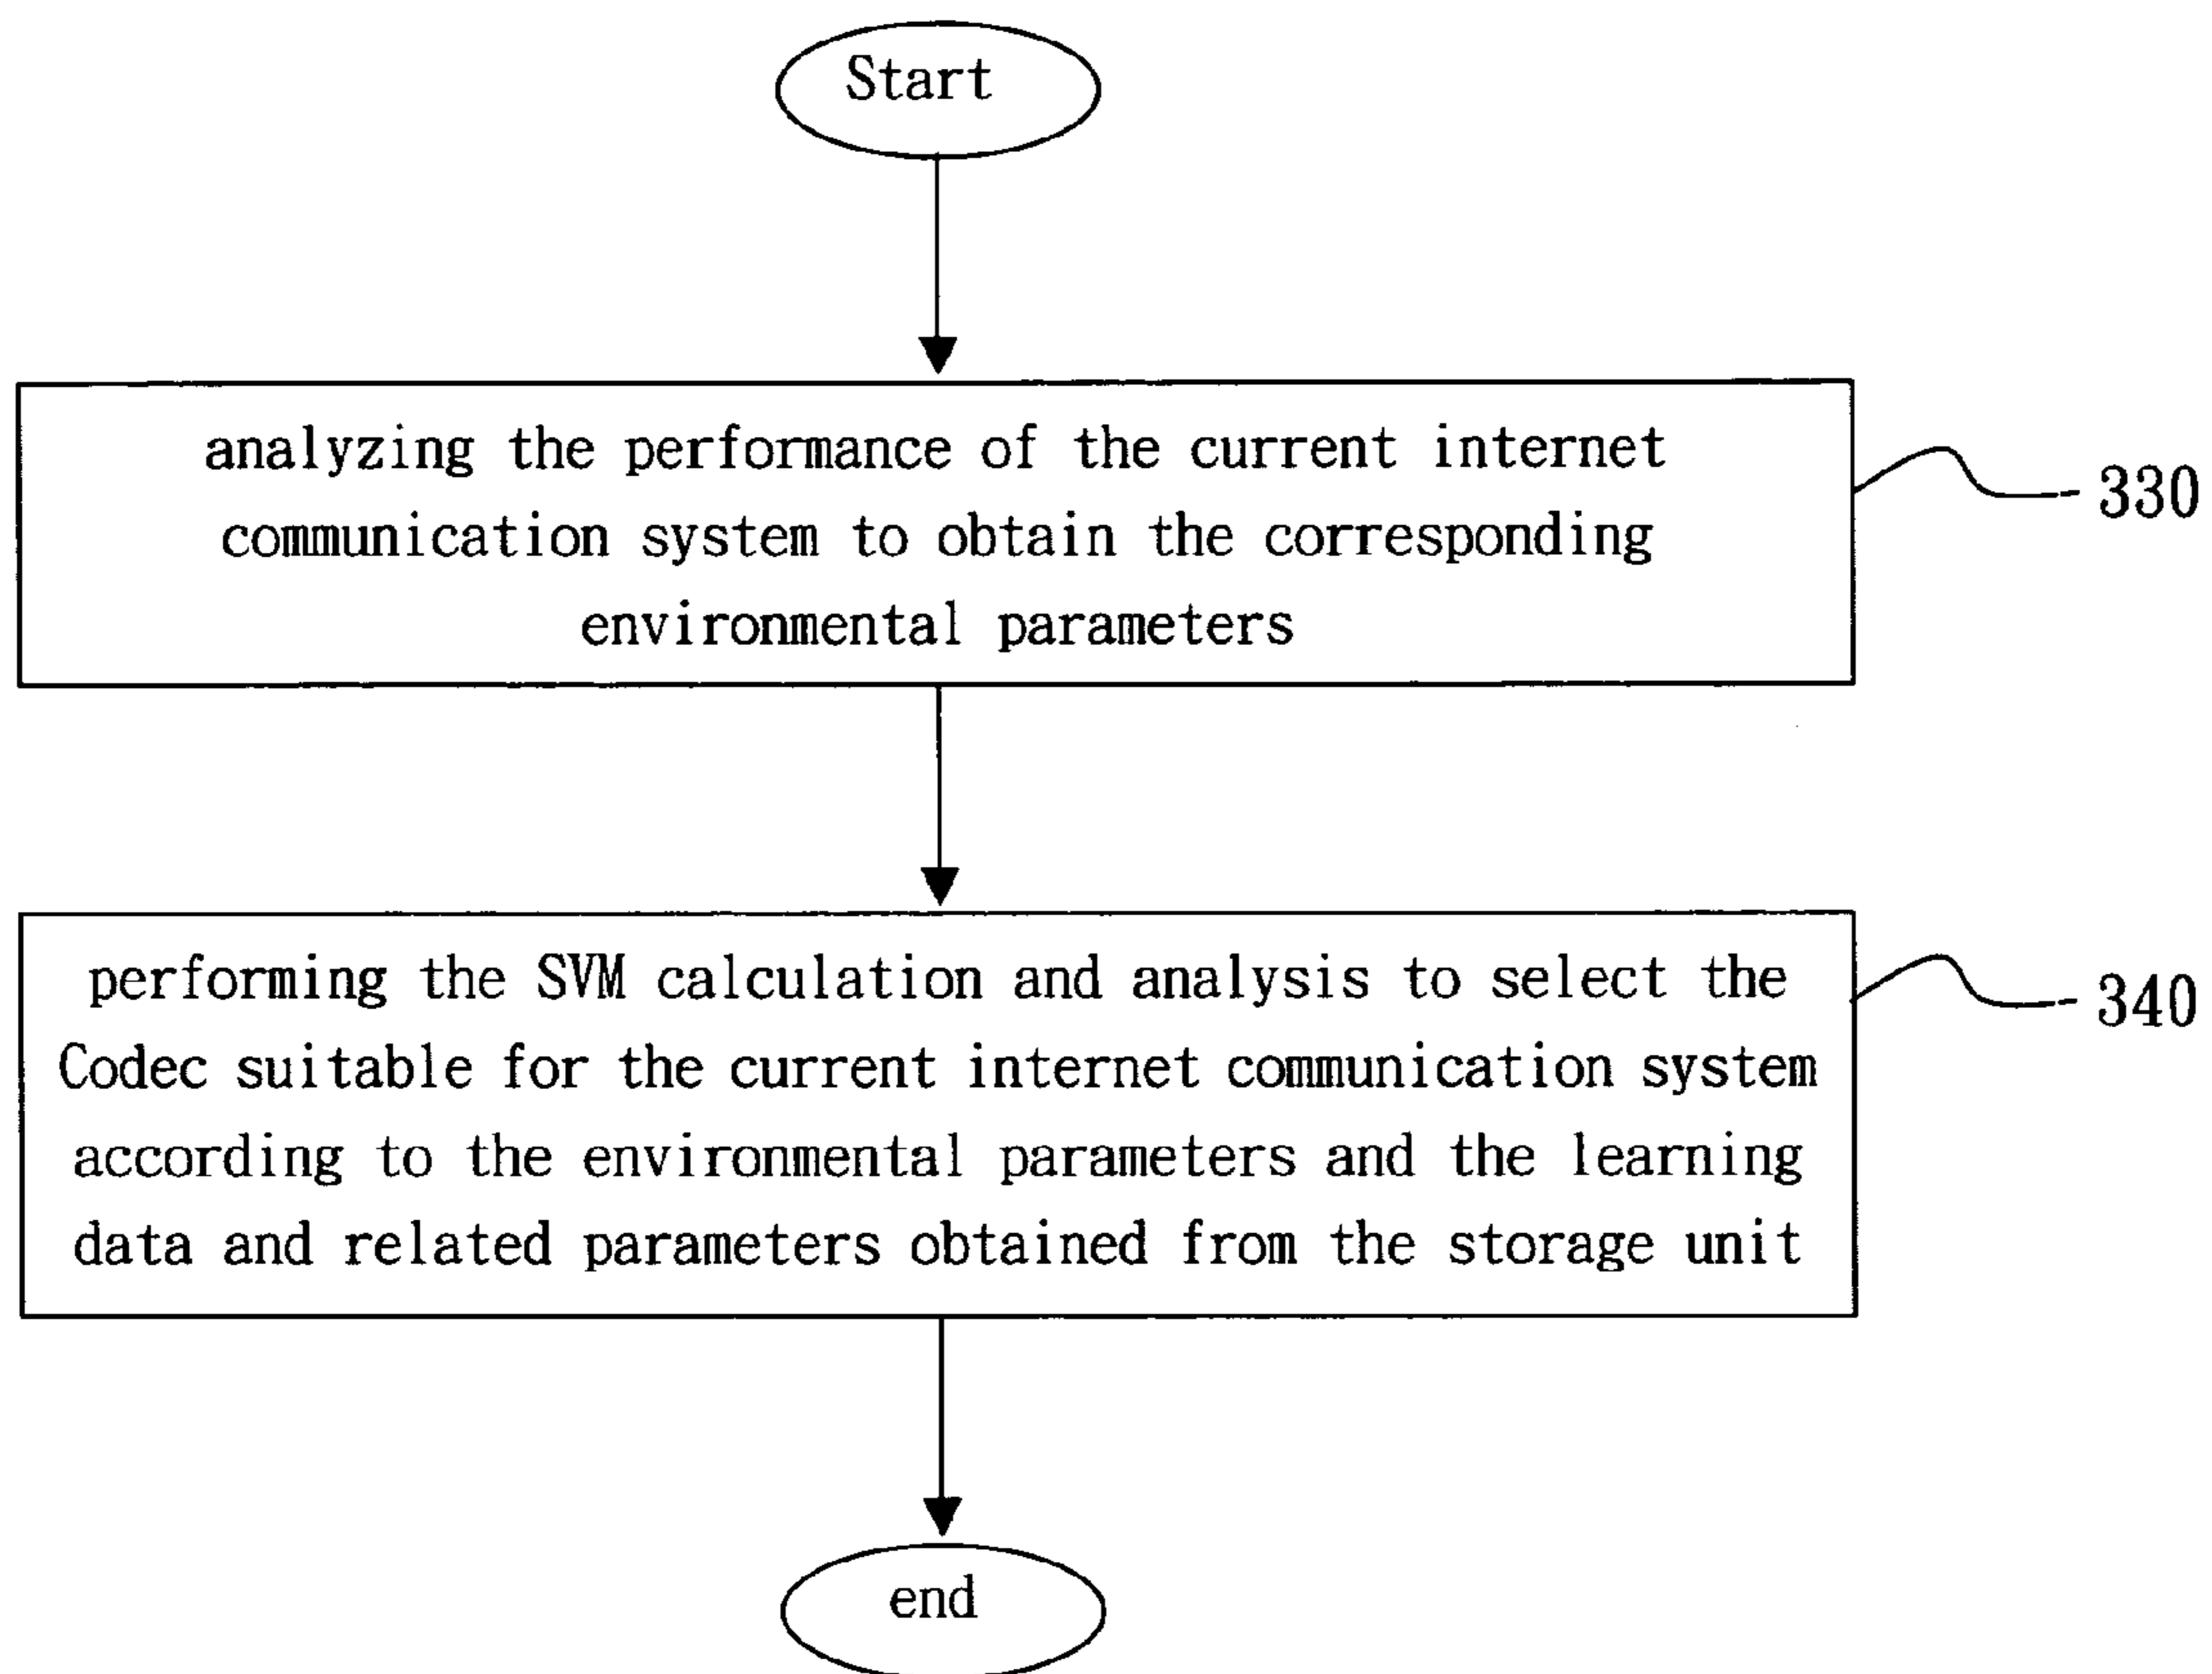 Start
analyzing the performance of the current internet
communication system to obtain the corresponding
environmental parameters
330
performing the SVM calculation and analysis to select the
Codec suitable for the current internet communication system
according to the environmental parameters and the learning
data and related parameters obtained from the storage unit
340
end